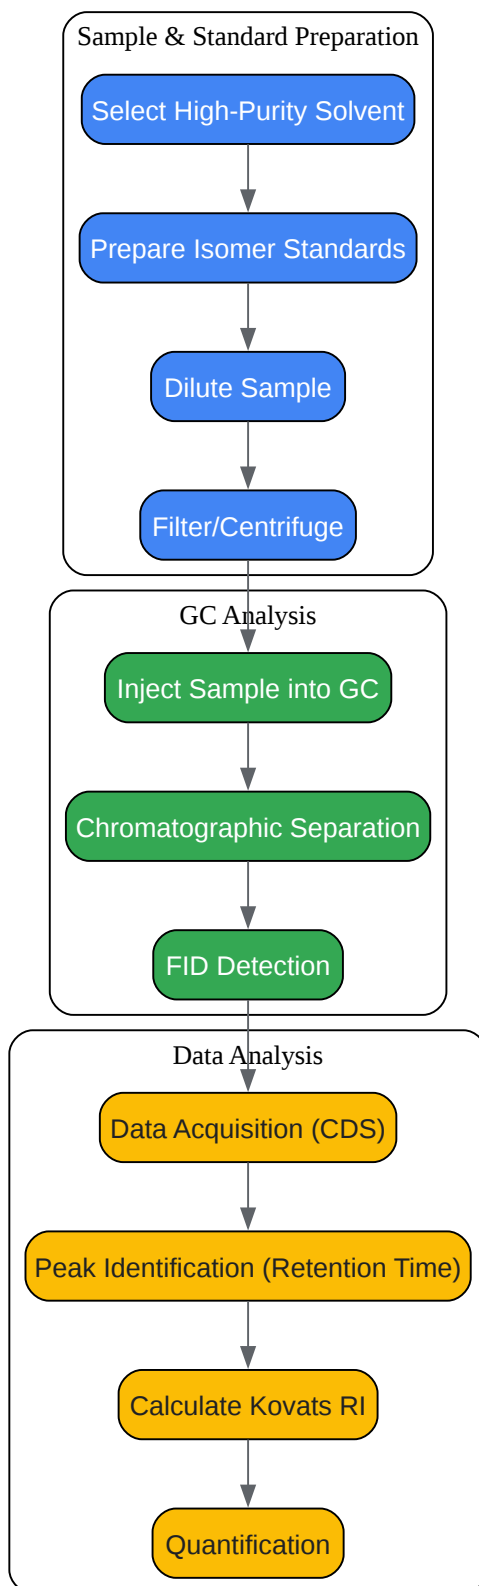 Sample & Standard Preparation
Select High-Purity Solvent
Prepare Isomer Standards
Dilute Sample
Filter/Centrifuge
GC Analysis
Inject Sample into GC
Chromatographic Separation
FID Detection
Data Analysis
Data Acquisition (CDS)
Peak Identification (Retention Time)
Calculate Kovats RI
Quantification